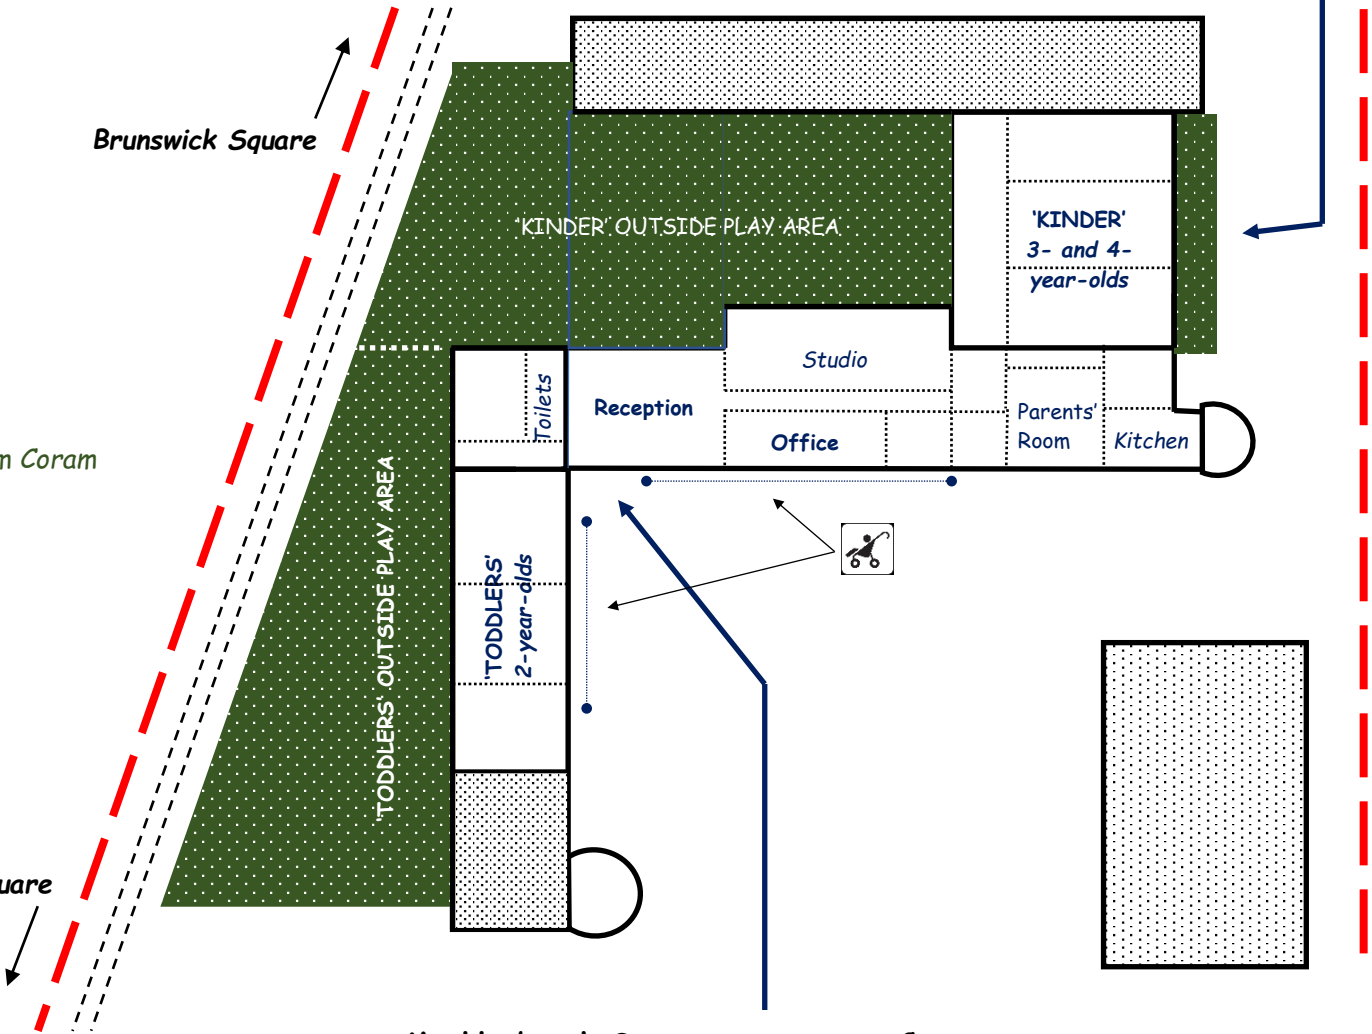 Brunswick Square
'KINDER' OUTSIDE PLAY AREA
'KINDER'
3- and 4-
year-olds
Studio
Toilets
Reception
Office
Parents'
Room
Kitchen
Coram
'TODDLERS' OUTSIDE PLAY AREA
'TODDLERS'
2-year-olds